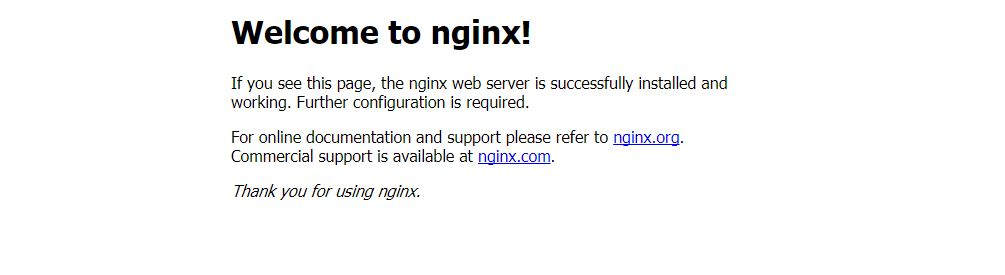 Welcome to nginx!
If you see this page, the nginx web server is successfully installed and
working. Further configuration is required.
For online documentation and support please refer to nginx.org.
Commercial support is available at nginx.com.
Thank you for using nginx.